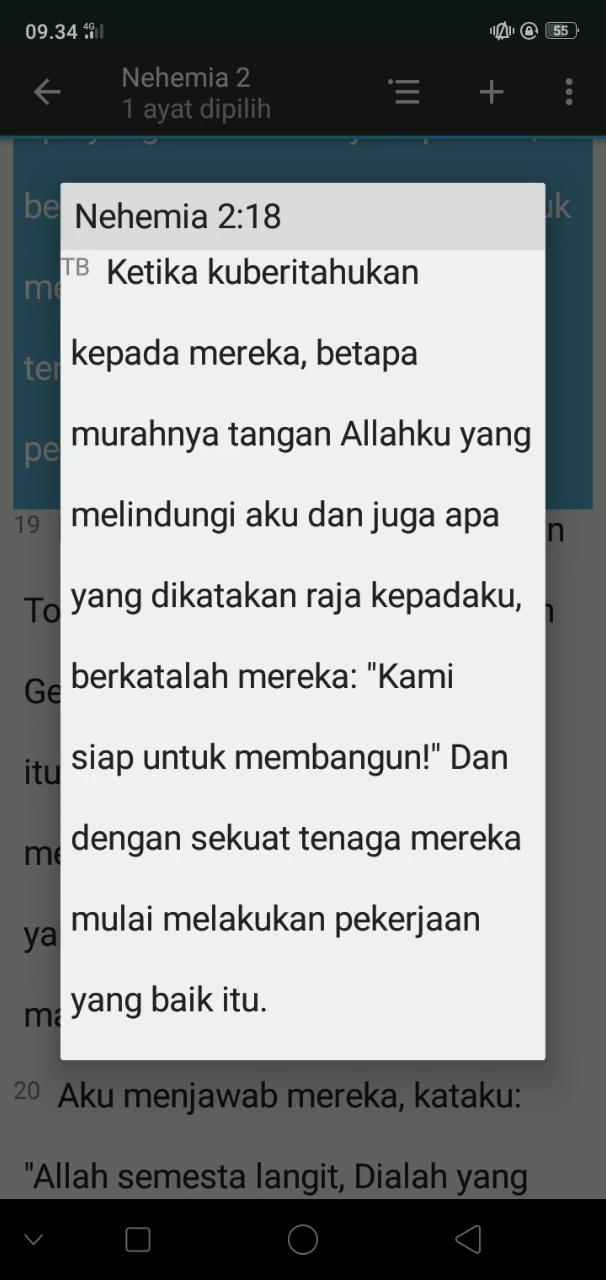 09.34 4G 55
Nehemia 2
1 ayat dipilih
Nehemia 2:18
TB Ketika kuberitahukan
kepada mereka, betapa
murahnya tangan Allahku yang
melindungi aku dan juga apa
yang dikatakan raja kepadaku,
berkatalah mereka: "Kami
siap untuk membangun!" Dan
dengan sekuat tenaga mereka
mulai melakukan pekerjaan
yang baik itu.
19
20 Aku menjawab mereka, kataku:
"Allah semesta langit, Dialah yang